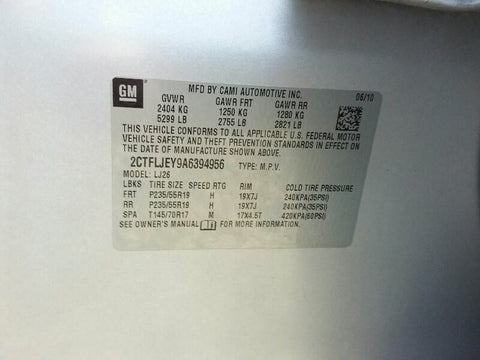 GM
MFD BY CAMI AUTOMOTIVE INC.
06/10
GVWR GAWR FRT GAWR RR
2404 KG 1250 KG 1280 KG
5299 LB 2755 LB 2821 LB
THIS VEHICLE CONFORMS TO ALL APPLICABLE U.S. FEDERAL MOTOR
VEHICLE SAFETY AND THEFT PREVENTION STANDARDS IN EFFECT ON
THE DATE OF MANUFACTURE SHOWN ABOVE.
2CTFLJEY9A6394956 TYPE: M.P.V.
MODEL: LJ26
TIRE SIZE SPEED RTG RIM COLD TIRE PRESSURE
FRT P235/55R19 H 19X7J 240KPA(35PSI)
RR P235/55R19 H 19X7J 240KPA(35PSI)
SPA T145/70R17 M 17X4.5T 420KPA(60PSI)
SEE OWNER'S MANUAL FOR MORE INFORMATION.